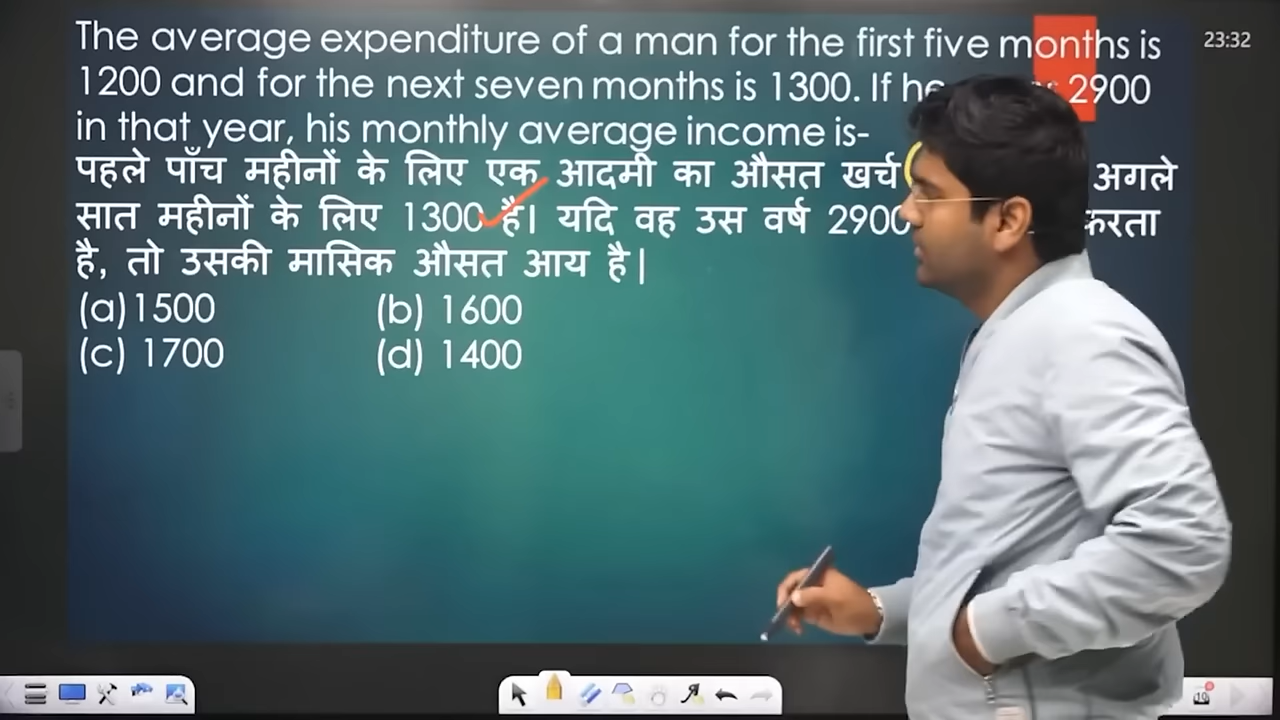 The average expenditure of a man for the first five months is
23:32
1200 and for the next seven months is 1300. If he 2900
in that year, his monthly average income is-
पहले पाँच महीनों के लिए एक आदमी का औसत खर्च अगले
सात महीनों के लिए 1300 है। यदि वह उस वर्ष 2900 करता
है, तो उसकी मासिक औसत आय है|
(a) 1500 (b) 1600
(c) 1700 (d) 1400